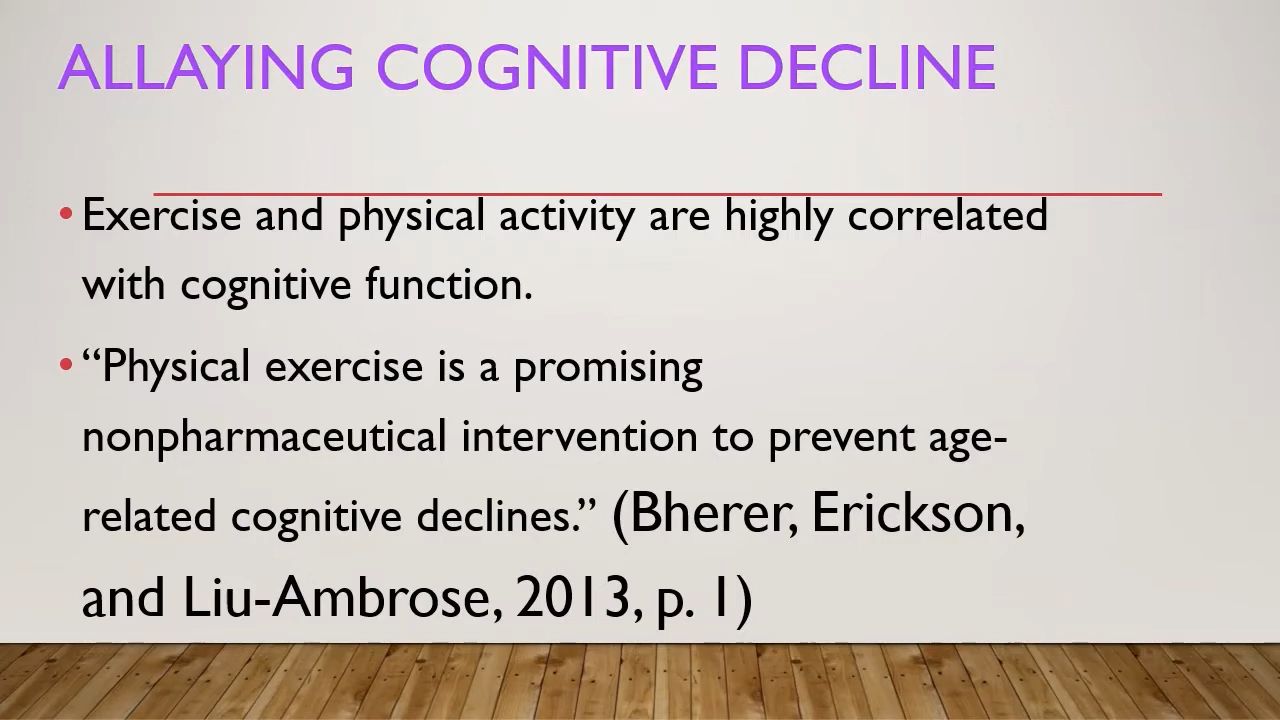 ALLAYING COGNITIVE DECLINE
• Exercise and physical activity are highly correlated
with cognitive function.
• “Physical exercise is a promising
nonpharmaceutical intervention to prevent age-
related cognitive declines.” (Bherer, Erickson,
and Liu-Ambrose, 2013, p. 1)